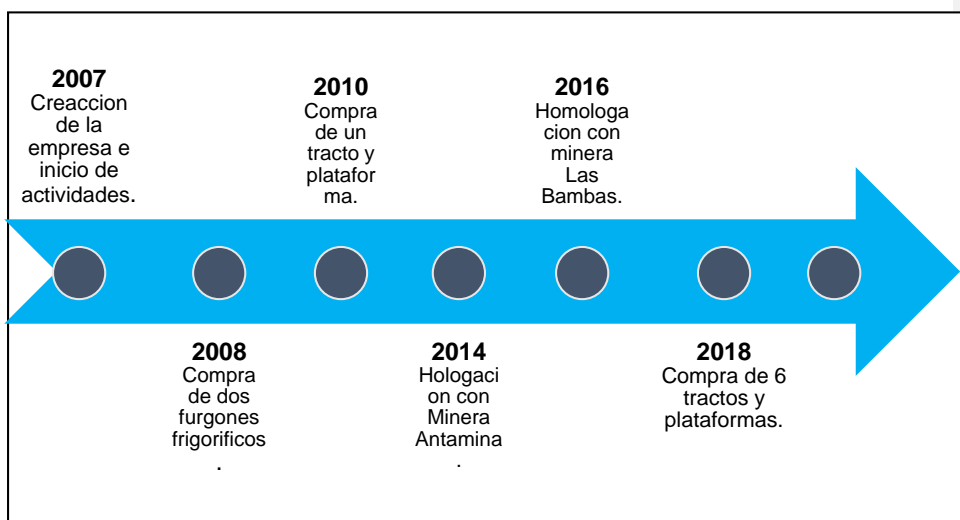 2007
Creaccion
de la
empresa e
inicio de
actividades.
2010
Compra
de un
tracto y
platafor
ma.
2016
Homologa
cion con
minera
Las
Bambas.
2008
Compra
de dos
furgones
frigorificos
.
2014
Hologaci
on con
Minera
Antamina
.
2018
Compra de 6
tractos y
plataformas.